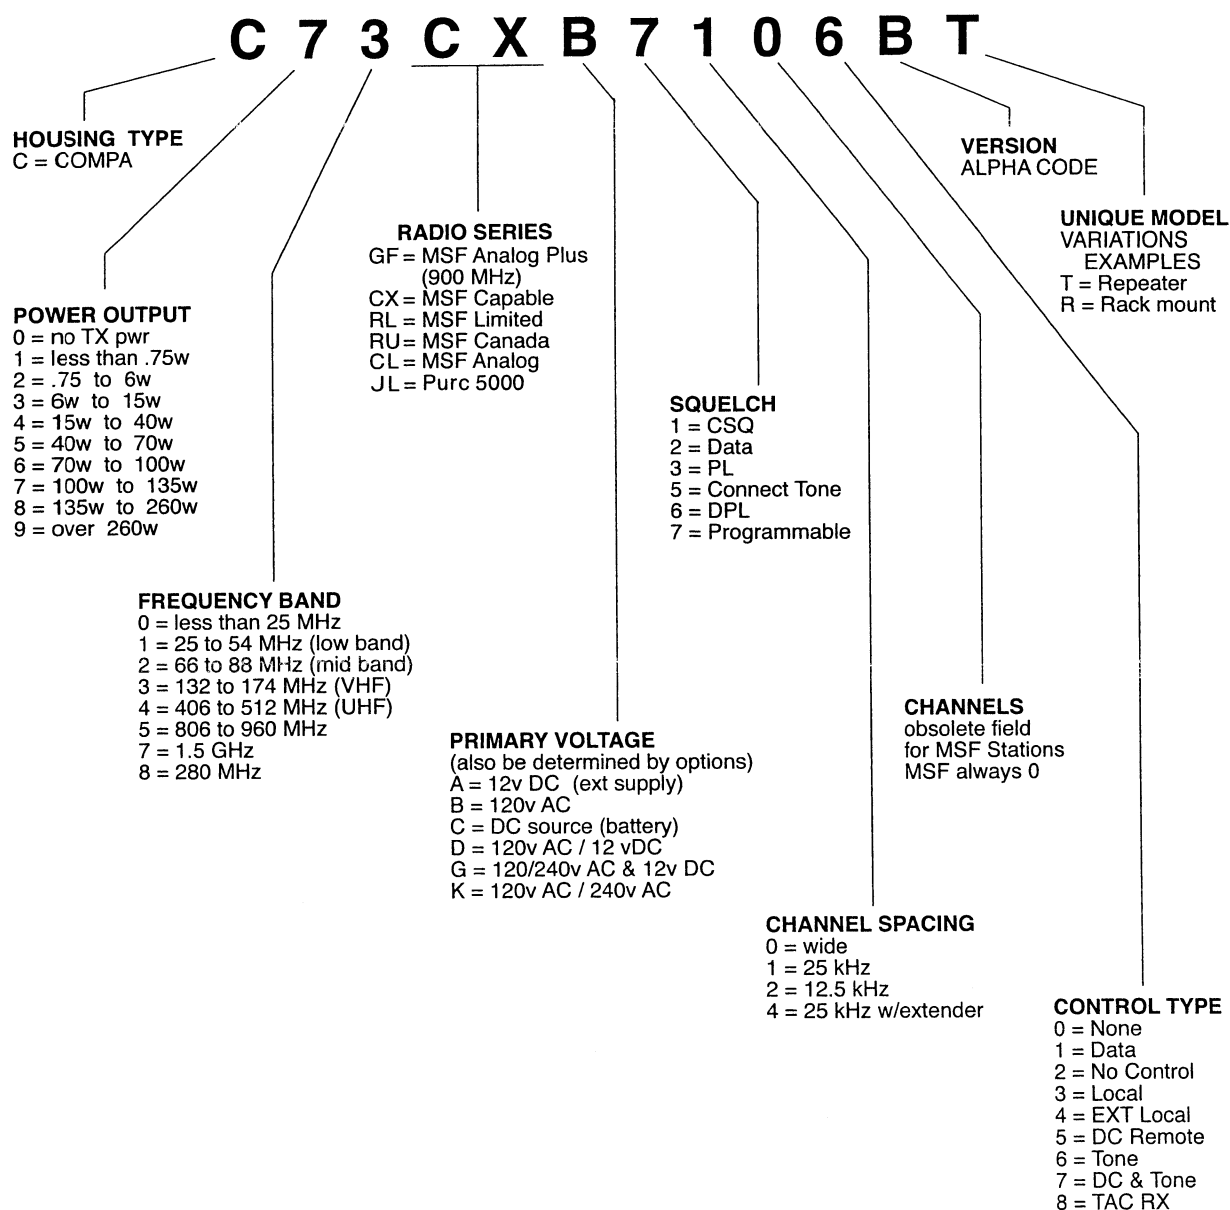 C 7 3 C X B 7 1 0 6 B T
HOUSING TYPE
C = COMPA
VERSION
ALPHA CODE
UNIQUE MODEL
VARIATIONS
EXAMPLES
T = Repeater
R = Rack mount
RADIO SERIES
GF = MSF Analog Plus
(900 MHz)
CX = MSF Capable
RL = MSF Limited
RU = MSF Canada
CL = MSF Analog
JL = Purc 5000
POWER OUTPUT
0 = no TX pwr
1 = less than .75w
2 = .75 to 6w
3 = 6w to 15w
4 = 15w to 40w
5 = 40w to 70w
6 = 70w to 100w
7 = 100w to 135w
8 = 135w to 260w
9 = over 260w
SQUELCH
1 = CSQ
2 = Data
3 = PL
5 = Connect Tone
6 = DPL
7 = Programmable
FREQUENCY BAND
0 = less than 25 MHz
1 = 25 to 54 MHz (low band)
2 = 66 to 88 MHz (mid band)
3 = 132 to 174 MHz (VHF)
4 = 406 to 512 MHz (UHF)
5 = 806 to 960 MHz
7 = 1.5 GHz
8 = 280 MHz
CHANNELS
obsolete field
for MSF Stations
MSF always 0
PRIMARY VOLTAGE
(also be determined by options)
A = 12v DC (ext supply)
B = 120v AC
C = DC source (battery)
D = 120v AC / 12 vDC
G = 120/240v AC & 12v DC
K = 120v AC / 240v AC
CHANNEL SPACING
0 = wide
1 = 25 kHz
2 = 12.5 kHz
4 = 25 kHz w/extender
CONTROL TYPE
0 = None
1 = Data
2 = No Control
3 = Local
4 = EXT Local
5 = DC Remote
6 = Tone
7 = DC & Tone
8 = TAC RX